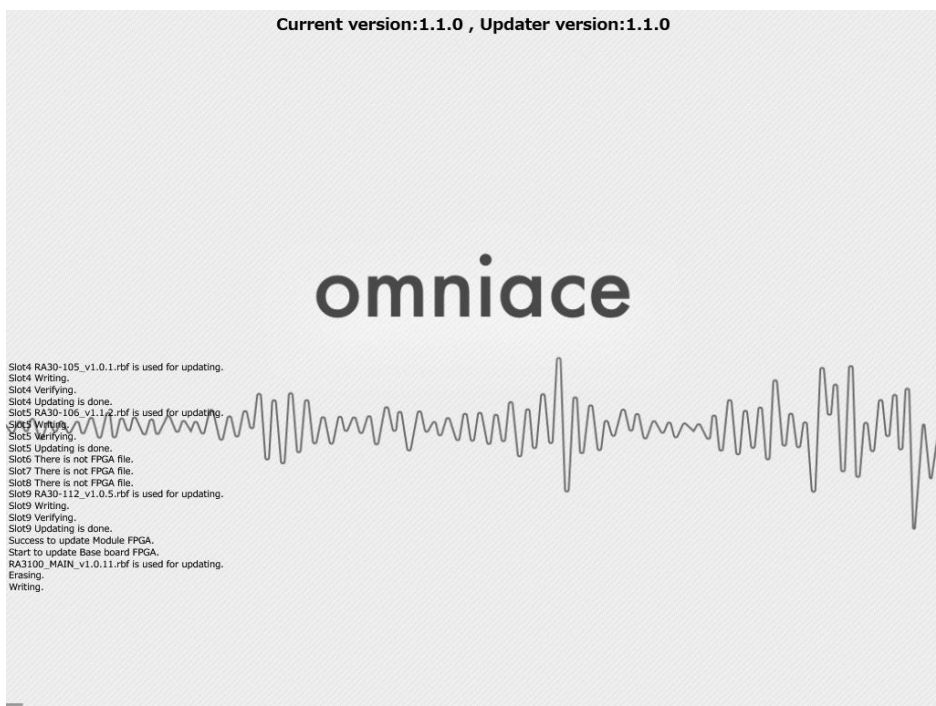 Current version:1.1.0 , Updater version:1.1.0
omniace
Slot4 RA30-105_v1.0.1.rbf is used for updating.
Slot4 Writing.
Slot4 Verifying.
Slot4 Updating is done.
Slot5 RA30-106_v1.1.2.rbf is used for updating.
Slot5 Writing.
Slot5 Verifying.
Slot5 Updating is done.
Slot6 There is not FPGA file.
Slot7 There is not FPGA file.
Slot8 There is not FPGA file.
Slot9 RA30-112_v1.0.5.rbf is used for updating.
Slot9 Writing.
Slot9 Verifying.
Slot9 Updating is done.
Success to update Module FPGA.
Start to update Base board FPGA.
RA3100_MAIN_v1.0.11.rbf is used for updating.
Erasing.
Writing.